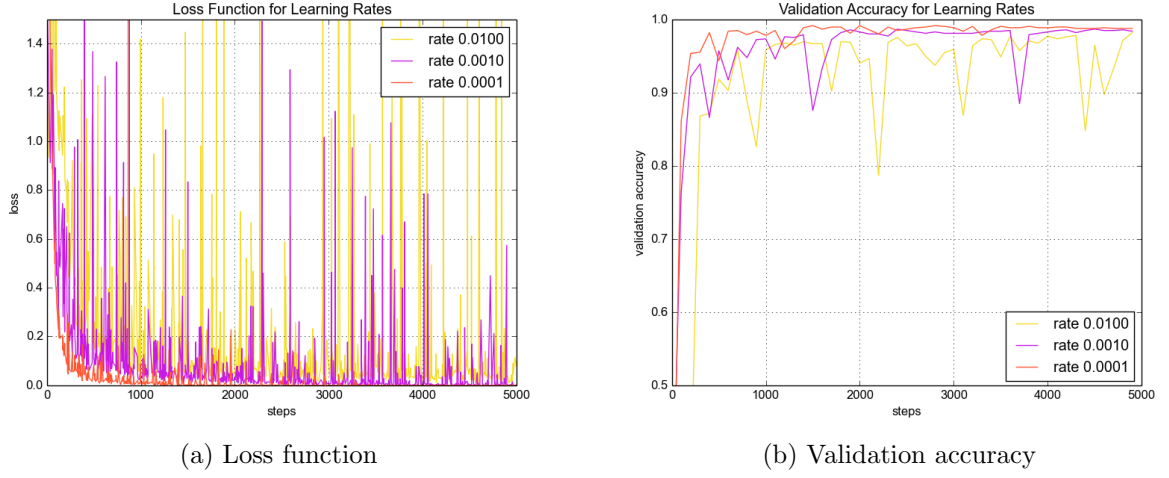 Loss Function for Learning Rates
1.4
1.2
1.0
0.8
0.6
0.4
0.2
0.0
loss
rate 0.0100
rate 0.0010
rate 0.0001
0
1000
2000
3000
4000
5000
steps
(a) Loss function
Validation Accuracy for Learning Rates
1.0
0.9
0.8
0.7
0.6
0.5
validation accuracy
rate 0.0100
rate 0.0010
rate 0.0001
0
1000
2000
3000
4000
5000
steps
(b) Validation accuracy